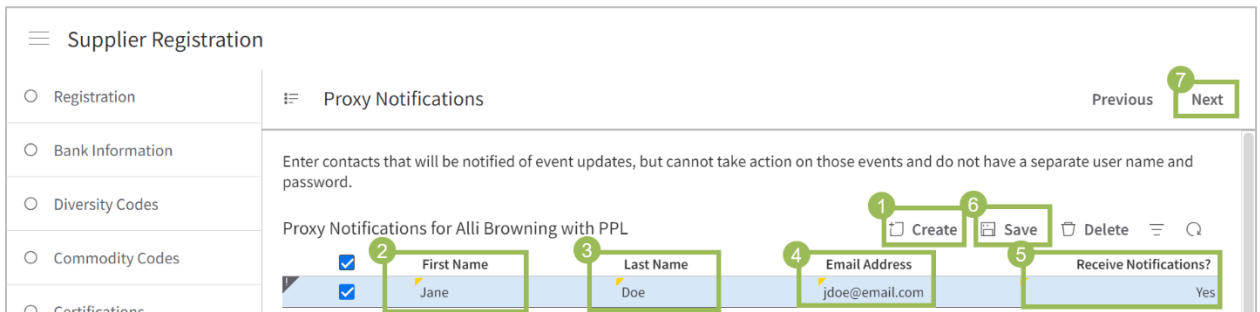 Supplier Registration
Registration
Proxy Notifications
Previous
7
Next
Bank Information
Enter contacts that will be notified of event updates, but cannot take action on those events and do not have a separate user name and
password.
Diversity Codes
Proxy Notifications for Alli Browning with PPL
1
Create
6
Save
Delete
Commodity Codes
2
First Name
3
Last Name
4
Email Address
5
Receive Notifications?
!
Jane
Doe
jdoe@email.com
Yes
Certifications